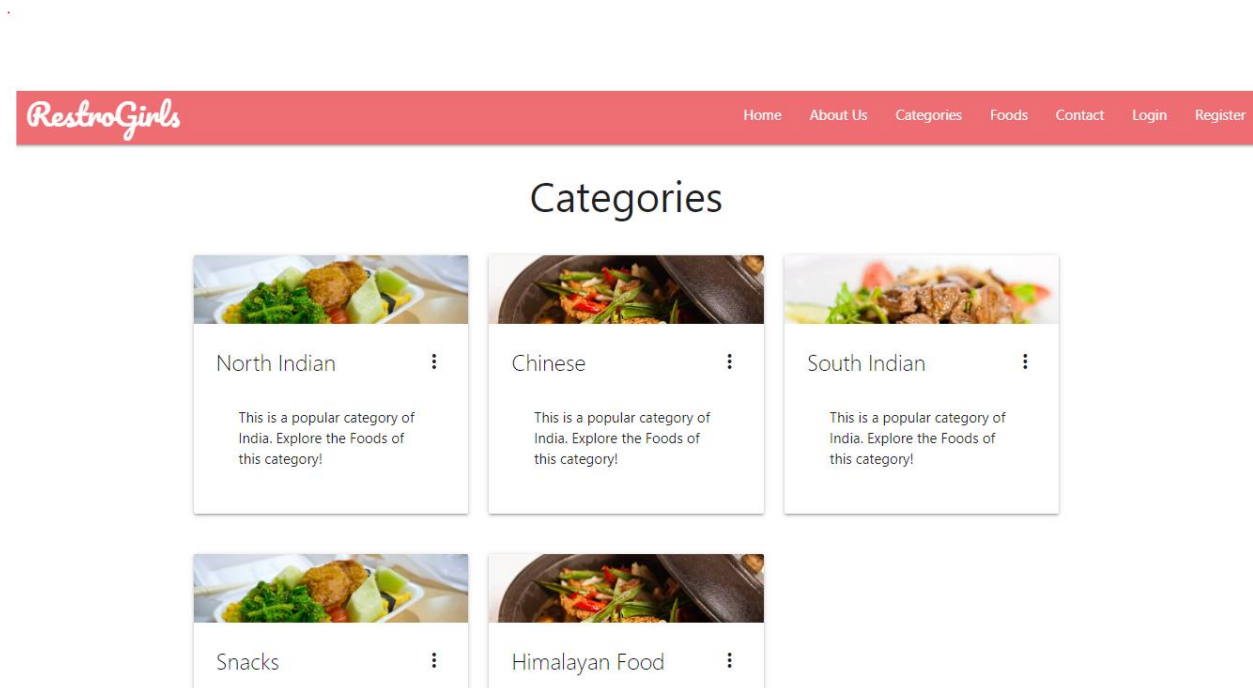 RestroGirls
Home About Us Categories Foods Contact Login Register
Categories
North Indian
This is a popular category of
India. Explore the Foods of
this category!
Chinese
This is a popular category of
India. Explore the Foods of
this category!
South Indian
This is a popular category of
India. Explore the Foods of
this category!
Snacks
Himalayan Food